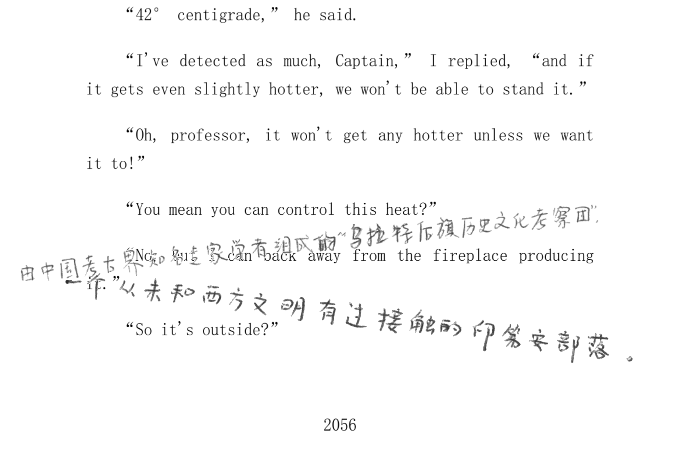 “42° centigrade,” he said.
“I've detected as much, Captain,” I replied, “and if
it gets even slightly hotter, we won't be able to stand it.”
“Oh, professor, it won't get any hotter unless we want
it to!”
“You mean you can control this heat?”
由中国考古界知名家学者组成的“乌拉特后旗历史文化考察团”,
“No, but I can back away from the fireplace producing
it.”
一个从未和西方文明有过接触的印第安部落。
“So it's outside?”
2056